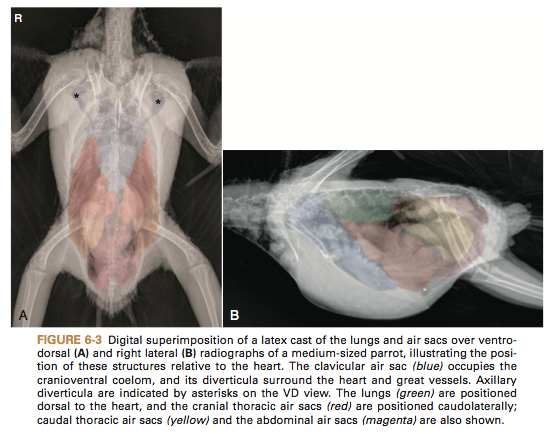 R
* *
A
B
FIGURE 6-3 Digital superimposition of a latex cast of the lungs and air sacs over ventro-
dorsal (A) and right lateral (B) radiographs of a medium-sized parrot, illustrating the posi-
tion of these structures relative to the heart. The clavicular air sac (blue) occupies the
cranioventral coelom, and its diverticula surround the heart and great vessels. Axillary
diverticula are indicated by asterisks on the VD view. The lungs (green) are positioned
dorsal to the heart, and the cranial thoracic air sacs (red) are positioned caudolaterally;
caudal thoracic air sacs (yellow) and the abdominal air sacs (magenta) are also shown.